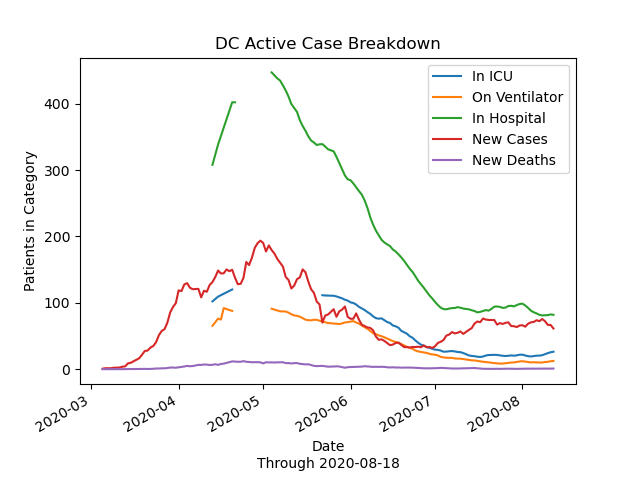 DC Active Case Breakdown
In ICU
On Ventilator
In Hospital
New Cases
New Deaths
Patients in Category
400
300
200
100
0
2020-03
2020-04
2020-05
2020-06
2020-07
2020-08
Date
Through 2020-08-18